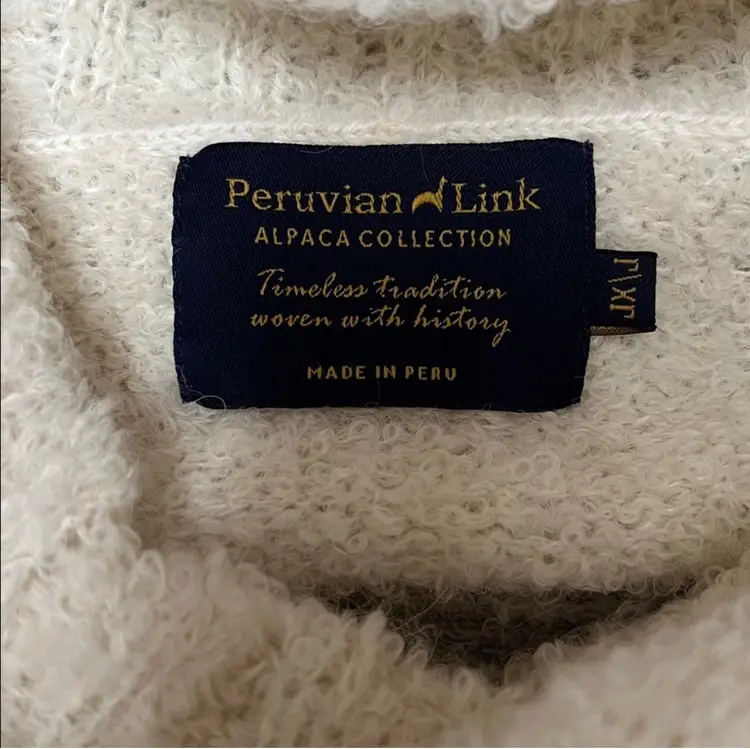 Peruvian Link
ALPACA COLLECTION
Timeless tradition
woven with history
MADE IN PERU
L\XL